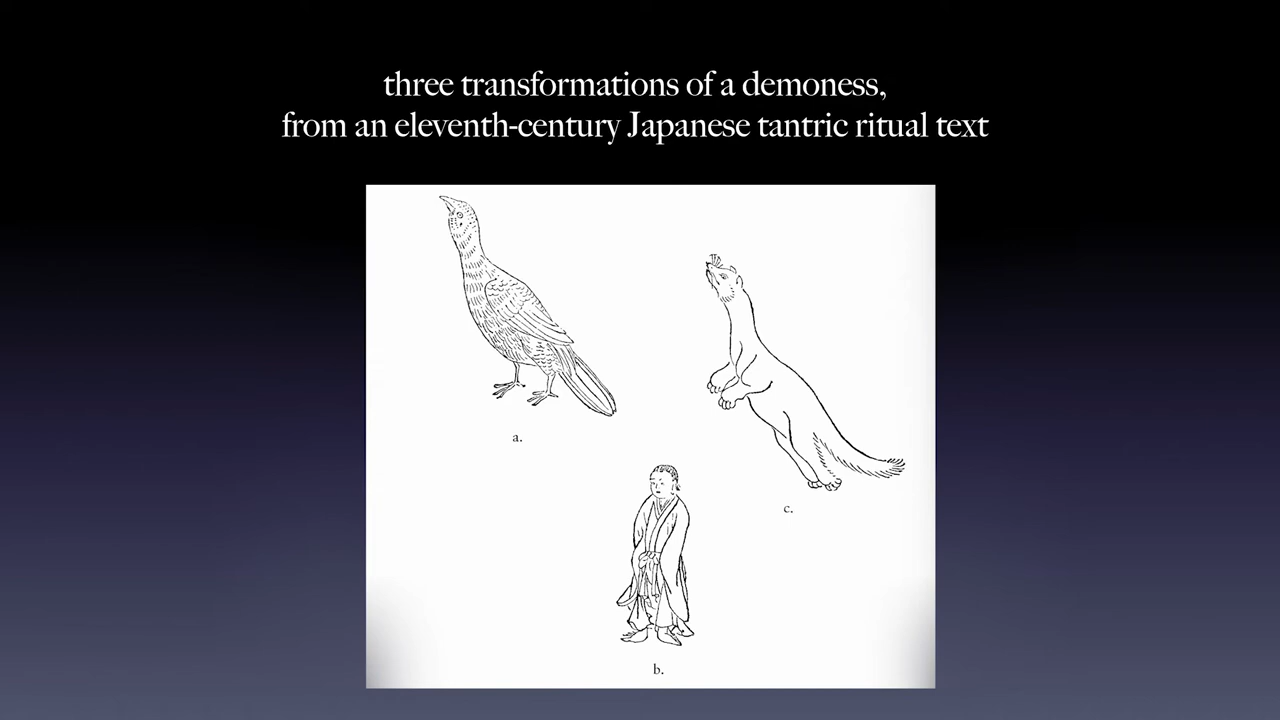 three transformations of a demoness,
from an eleventh-century Japanese tantric ritual text
a.
c.
b.